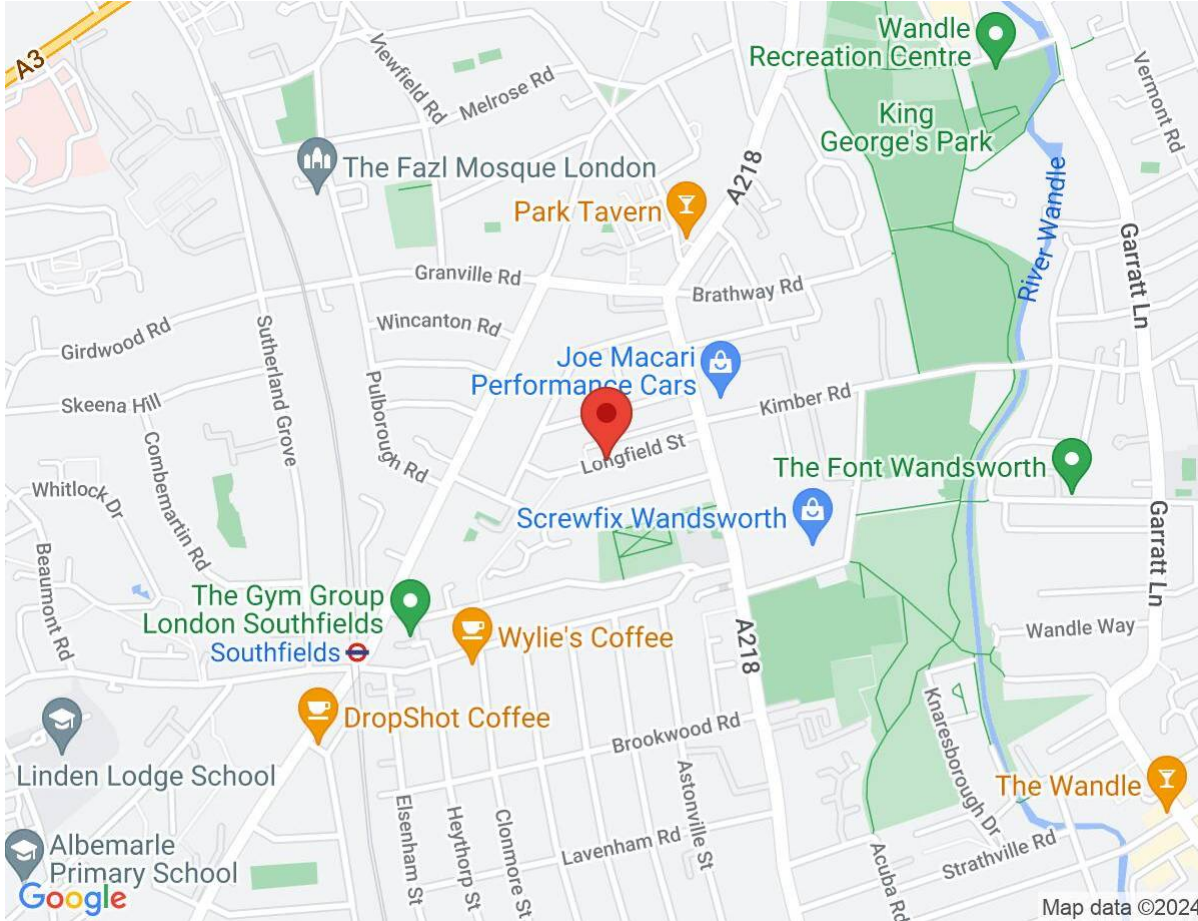 A3
Viewfield Rd
Melrose Rd
Wandle
Recreation Centre
Vermont Rd
King
George's Park
The Fazl Mosque London
A218
Park Tavern
River Wandle
Garratt Ln
Granville Rd
Brathway Rd
Wincanton Rd
Girdwood Rd
Sutherland Grove
Joe Macari
Performance Cars
Skeena Hill
Pulborough Rd
Kimber Rd
Combemartin Rd
Longfield St
The Font Wandsworth
Whitlock Dr
Screwfix Wandsworth
Garratt Ln
Beaumont Rd
The Gym Group
London Southfields
Southfields
Wylie's Coffee
A218
Wandle Way
DropShot Coffee
Brookwood Rd
Knaresborough Dr
Linden Lodge School
Astonville St
The Wandle
Elsenham St
Heythorp St
Clonmore St
Lavenham Rd
Acuba Rd
Strathville Rd
Albemarle
Primary School
Google
Map data ©2024